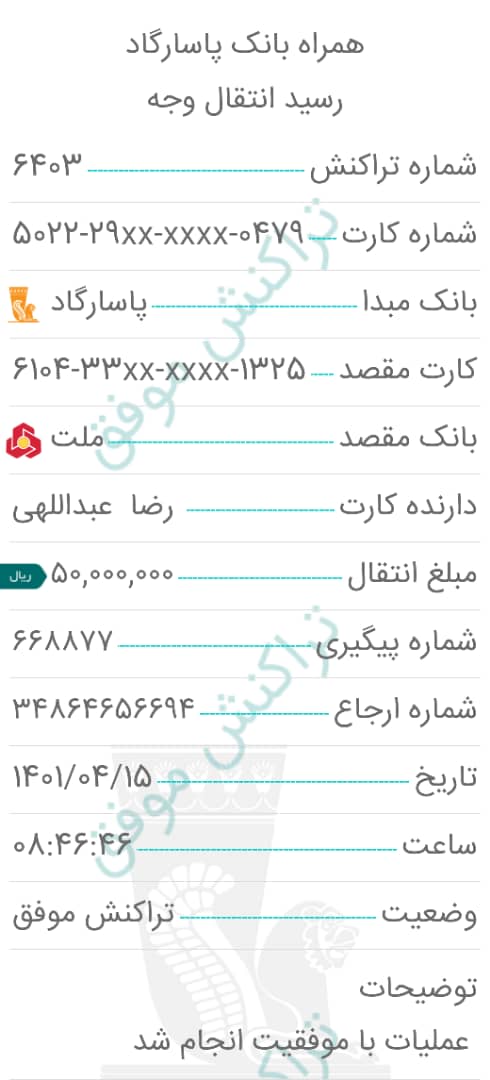 همراه بانک پاسارگاد
رسید انتقال وجه
شماره تراکنش ۶۴۰۳
شماره کارت ۵۰۲۲-۲۹xx-xxxx-۰۴۷۹
بانک مبدا پاسارگاد
کارت مقصد ۶۱۰۴-۳۳xx-xxxx-۱۳۲۵
بانک مقصد ملت
دارنده کارت رضا عبداللهی
مبلغ انتقال ۵۰,۰۰۰,۰۰۰ ریال
شماره پیگیری ۶۶۸۸۷۷
شماره ارجاع ۳۴۸۶۴۶۵۶۶۹۴
تاریخ ۱۴۰۱/۰۴/۱۵
ساعت ۰۸:۴۶:۴۶
وضعیت تراکنش موفق
توضیحات
عملیات با موفقیت انجام شد
تراکنش موفق
تراکنش موفق